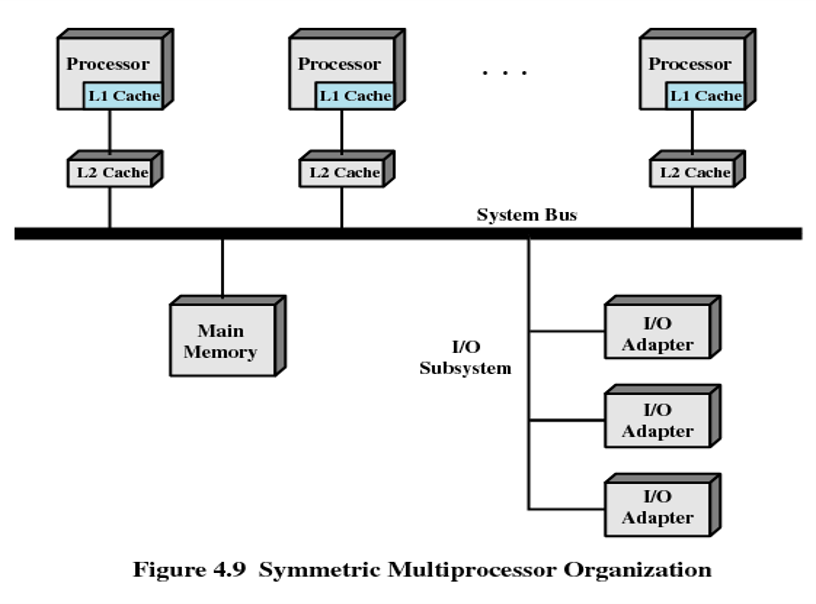 Processor
L1 Cache
Processor
L1 Cache
. . .
Processor
L1 Cache
L2 Cache
L2 Cache
L2 Cache
System Bus
Main
Memory
I/O
Subsystem
I/O
Adapter
I/O
Adapter
I/O
Adapter
Figure 4.9 Symmetric Multiprocessor Organization